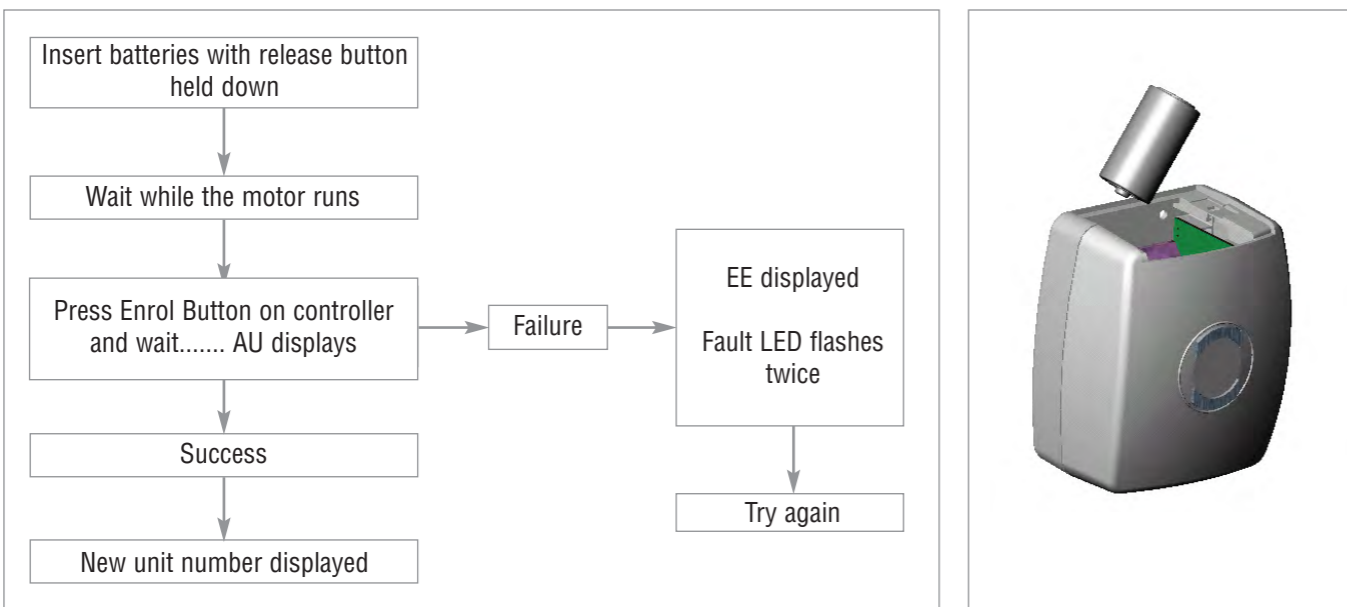 Insert batteries with release button
held down
Wait while the motor runs
Press Enrol Button on controller
and wait....... AU displays
Failure
EE displayed
Fault LED flashes
twice
Success
Try again
New unit number displayed